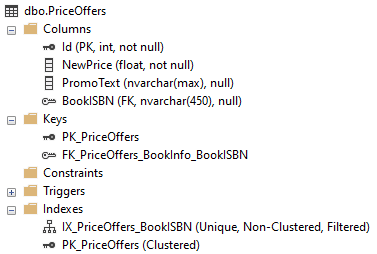 dbo.PriceOffers
Columns
Id (PK, int, not null)
NewPrice (float, not null)
PromoText (nvarchar(max), null)
BookISBN (FK, nvarchar(450), null)
Keys
PK_PriceOffers
FK_PriceOffers_BookInfo_BookISBN
Constraints
Triggers
Indexes
IX_PriceOffers_BookISBN (Unique, Non-Clustered, Filtered)
PK_PriceOffers (Clustered)